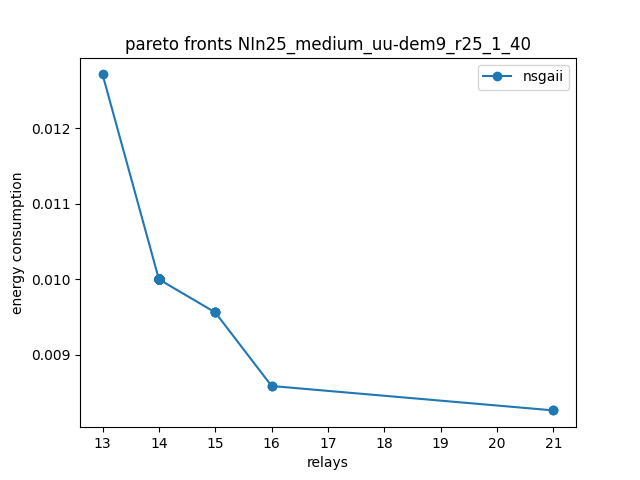 pareto fronts NIn25_medium_uu-dem9_r25_1_40
nsgaii
0.012
0.011
0.010
0.009
energy consumption
13 14 15 16 17 18 19 20 21
relays